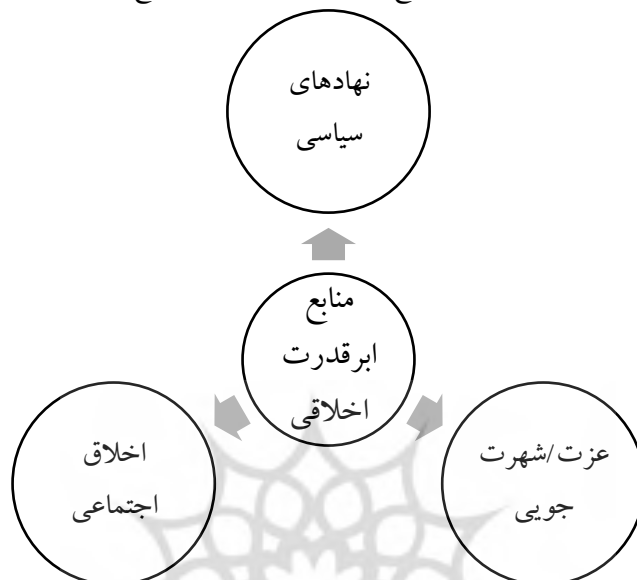 نهادهای
سیاسی
منابع
ابرقدرت
اخلاقی
اخلاق
اجتماعی
عزت/شهرت
جویی